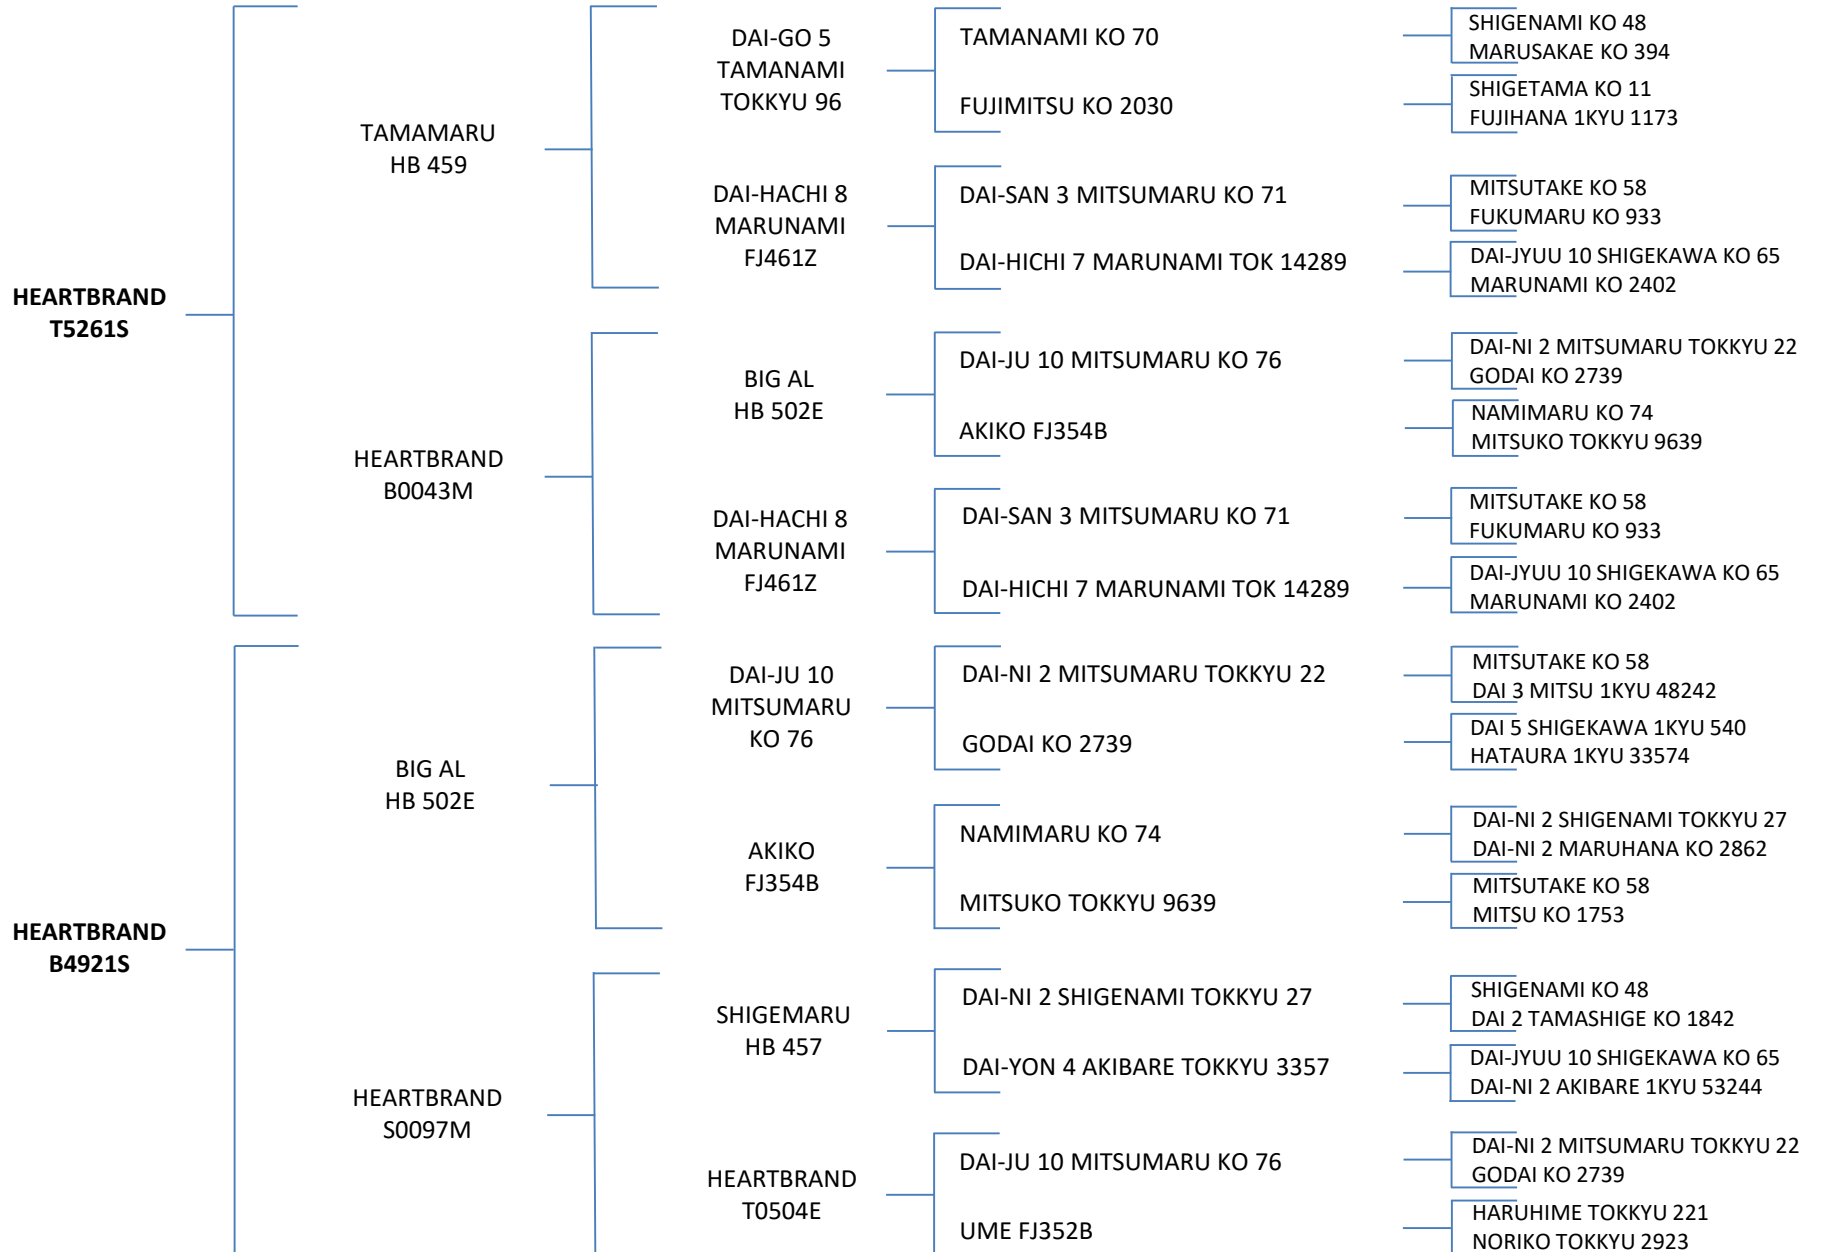 HEARTBRAND
T5261S
TAMAMARU
HB 459
DAI-GO 5
TAMANAMI
TOKKYU 96
TAMANAMI KO 70
SHIGENAMI KO 48
MARUSAKAE KO 394
FUJIMITSU KO 2030
SHIGETAMA KO 11
FUJIHANA 1KYU 1173
DAI-HACHI 8
MARUNAMI
FJ461Z
DAI-SAN 3 MITSUMARU KO 71
MITSUTAKE KO 58
FUKUMARU KO 933
DAI-HICHI 7 MARUNAMI TOK 14289
DAI-JYUU 10 SHIGEKAWA KO 65
MARUNAMI KO 2402
HEARTBRAND
B0043M
BIG AL
HB 502E
DAI-JU 10 MITSUMARU KO 76
DAI-NI 2 MITSUMARU TOKKYU 22
GODAI KO 2739
AKIKO FJ354B
NAMIMARU KO 74
MITSUKO TOKKYU 9639
DAI-HACHI 8
MARUNAMI
FJ461Z
DAI-SAN 3 MITSUMARU KO 71
MITSUTAKE KO 58
FUKUMARU KO 933
DAI-HICHI 7 MARUNAMI TOK 14289
DAI-JYUU 10 SHIGEKAWA KO 65
MARUNAMI KO 2402
HEARTBRAND
B4921S
BIG AL
HB 502E
DAI-JU 10
MITSUMARU
KO 76
DAI-NI 2 MITSUMARU TOKKYU 22
MITSUTAKE KO 58
DAI 3 MITSU 1KYU 48242
GODAI KO 2739
DAI 5 SHIGEKAWA 1KYU 540
HATAURA 1KYU 33574
AKIKO
FJ354B
NAMIMARU KO 74
DAI-NI 2 SHIGENAMI TOKKYU 27
DAI-NI 2 MARUHANA KO 2862
MITSUKO TOKKYU 9639
MITSUTAKE KO 58
MITSU KO 1753
HEARTBRAND
S0097M
SHIGEMARU
HB 457
DAI-NI 2 SHIGENAMI TOKKYU 27
SHIGENAMI KO 48
DAI 2 TAMASHIGE KO 1842
DAI-YON 4 AKIBARE TOKKYU 3357
DAI-JYUU 10 SHIGEKAWA KO 65
DAI-NI 2 AKIBARE 1KYU 53244
HEARTBRAND
T0504E
DAI-JU 10 MITSUMARU KO 76
DAI-NI 2 MITSUMARU TOKKYU 22
GODAI KO 2739
UME FJ352B
HARUHIME TOKKYU 221
NORIKO TOKKYU 2923